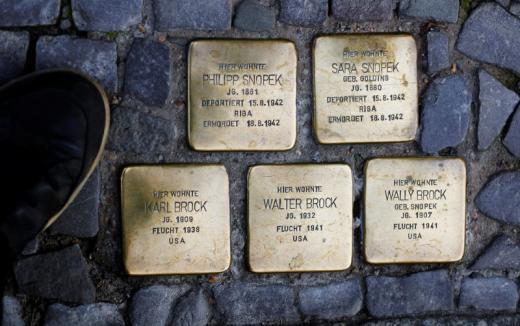 HIER WOHNTE
PHILIPP SNOPEK
JG. 1881
DEPORTIERT 15.8.1942
RIGA
ERMORDET 18.8.1942
HIER WOHNTE
SARA SNOPEK
GEB. GOLDING
JG. 1880
DEPORTIERT 15.8.1942
RIGA
ERMORDET 18.8.1942
HIER WOHNTE
KARL BROCK
JG. 1909
FLUCHT 1938
USA
HIER WOHNTE
WALTER BROCK
JG. 1932
FLUCHT 1941
USA
HIER WOHNTE
WALLY BROCK
GEB. SNOPEK
JG. 1907
FLUCHT 1941
USA